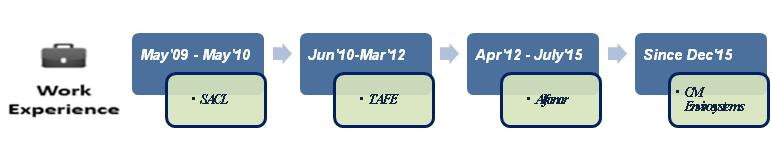 Work
Experience
May'09 - May'10
SACL
Jun'10-Mar'12
TAFE
Apr'12 - July'15
Alfanar
Since Dec'15
CM
Envirosystems